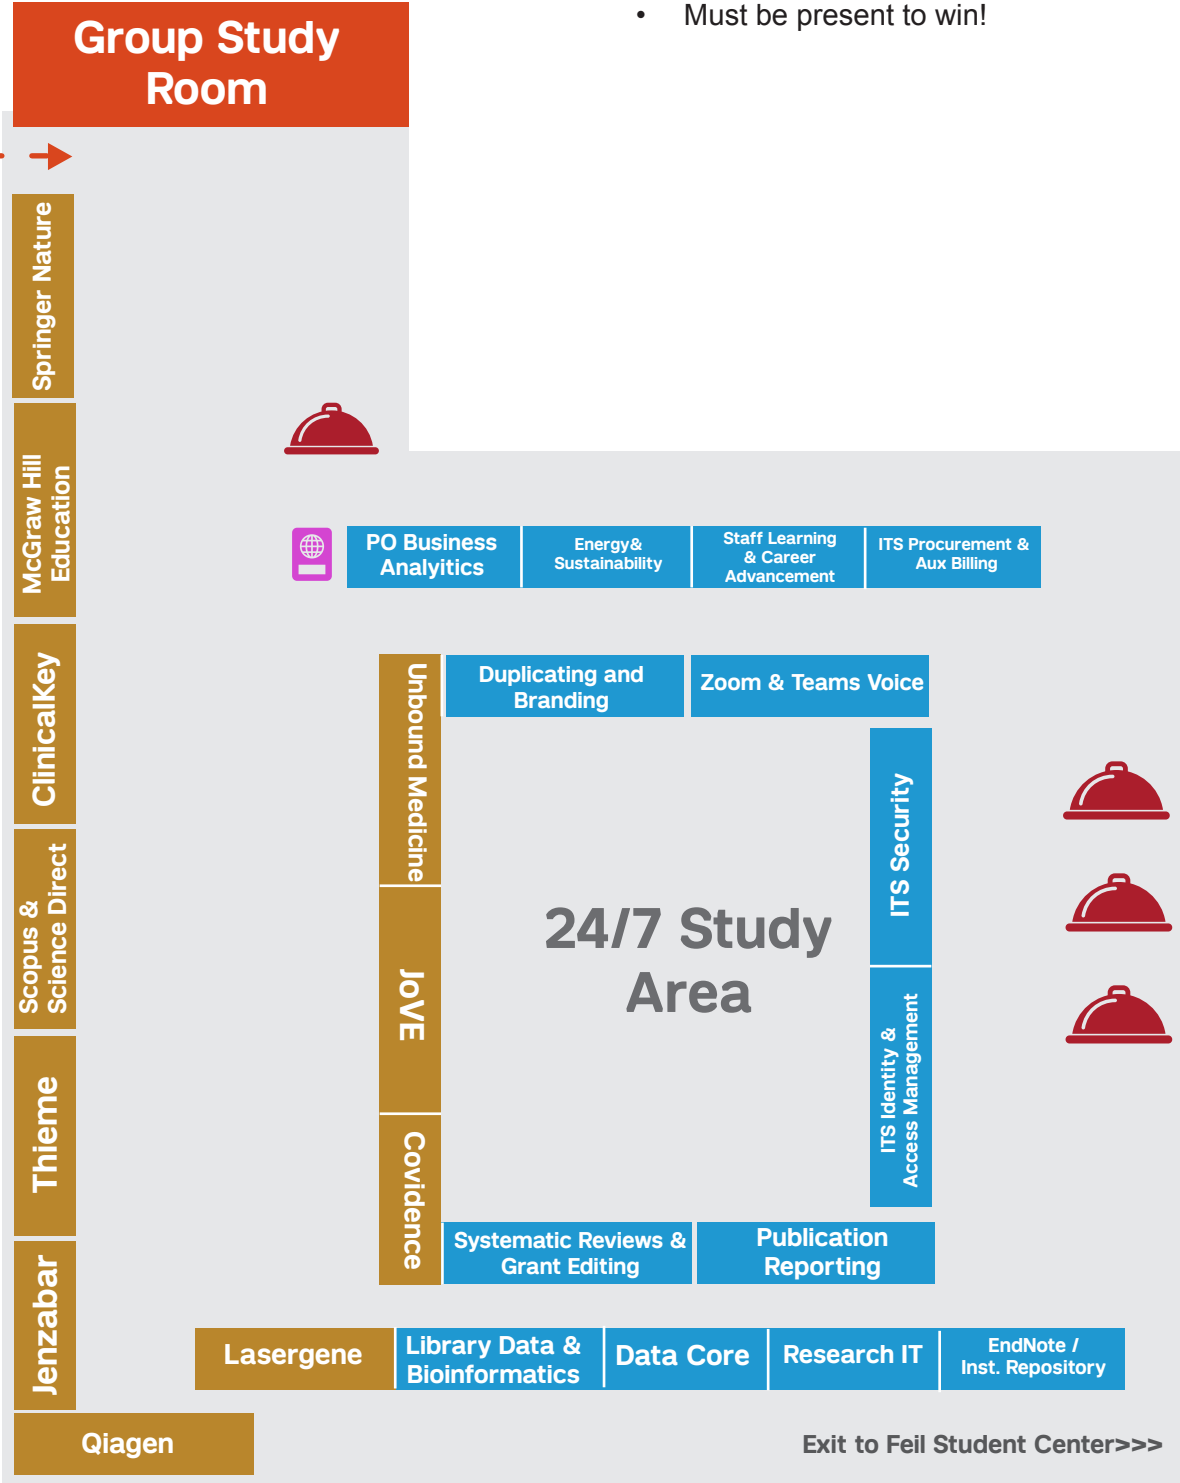 • Must be present to win!
Group Study
Room
Springer Nature
McGraw Hill
Education
ClinicalKey
Scopus &
Science Direct
Thieme
Jenzabar
Qiagen
PO Business
Analyitics
Energy&
Sustainability
Staff Learning
& Career
Advancement
ITS Procurement &
Aux Billing
Unbound Medicine
JoVE
Covidence
Duplicating and
Branding
Zoom & Teams Voice
ITS Security
ITS Identity &
Access Management
24/7 Study
Area
Systematic Reviews &
Grant Editing
Publication
Reporting
Lasergene
Library Data &
Bioinformatics
Data Core
Research IT
EndNote /
Inst. Repository
Exit to Feil Student Center>>>